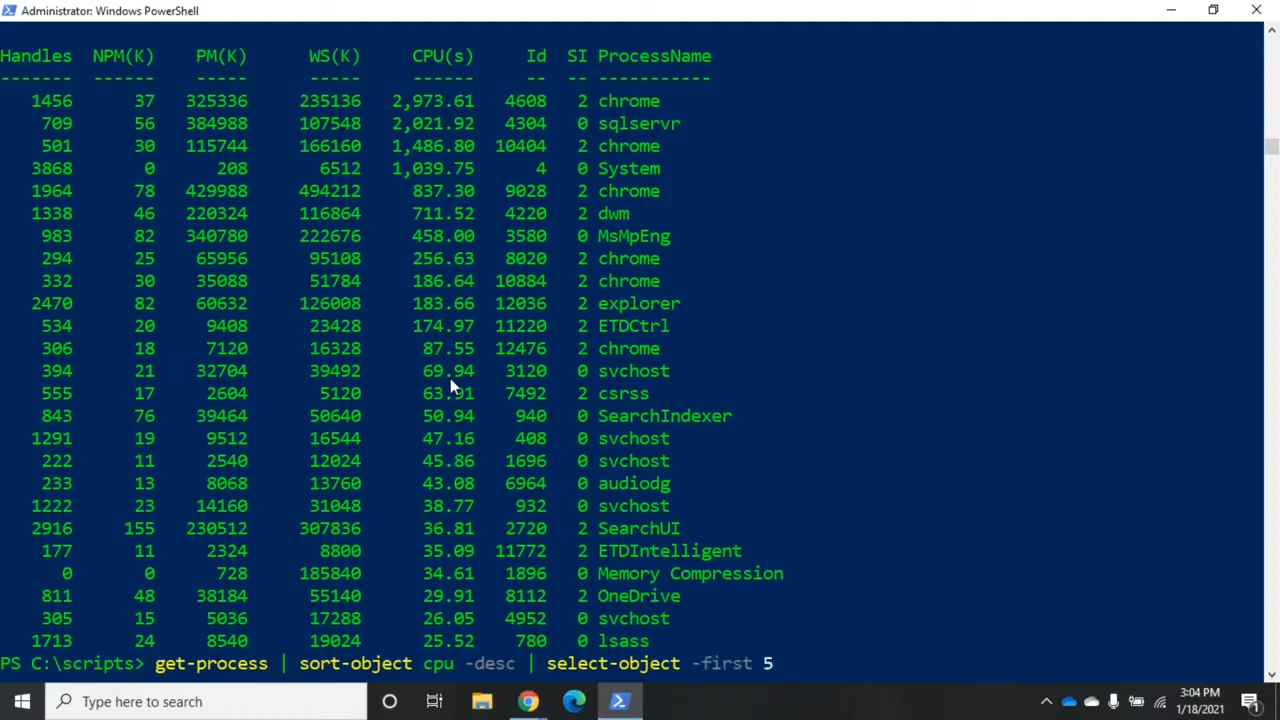 Administrator: Windows PowerShell
Handles NPM(K) PM(K) WS(K) CPU(s) Id SI ProcessName
------- ------ ----- ----- ------ -- -- -----------
1456 37 325336 235136 2,973.61 4608 2 chrome
709 56 384988 107548 2,021.92 4304 0 sqlservr
501 30 115744 166160 1,486.80 10404 2 chrome
3868 0 208 6512 1,039.75 4 0 System
1964 78 429988 494212 837.30 9028 2 chrome
1338 46 220324 116864 711.52 4220 2 dwm
983 82 340780 222676 458.00 3580 0 MsMpEng
294 25 65956 95108 256.63 8020 2 chrome
332 30 35088 51784 186.64 10884 2 chrome
2470 82 60632 126008 183.66 12036 2 explorer
534 20 9408 23428 174.97 11220 2 ETDCtrl
306 18 7120 16328 87.55 12476 2 chrome
394 21 32704 39492 69.94 3120 0 svchost
555 17 2604 5120 63.91 7492 2 csrss
843 76 39464 50640 50.94 940 0 SearchIndexer
1291 19 9512 16544 47.16 408 0 svchost
222 11 2540 12024 45.86 1696 0 svchost
233 13 8068 13760 43.08 6964 0 audiodg
1222 23 14160 31048 38.77 932 0 svchost
2916 155 230512 307836 36.81 2720 2 SearchUI
177 11 2324 8800 35.09 11772 2 ETDIntelligent
0 0 728 185840 34.61 1896 0 Memory Compression
811 48 38184 55140 29.91 8112 2 OneDrive
305 15 5036 17288 26.05 4952 0 svchost
1713 24 8540 19024 25.52 780 0 lsass
PS C:\scripts> get-process | sort-object cpu -desc | select-object -first 5
Type here to search
3:04 PM
1/18/2021
1